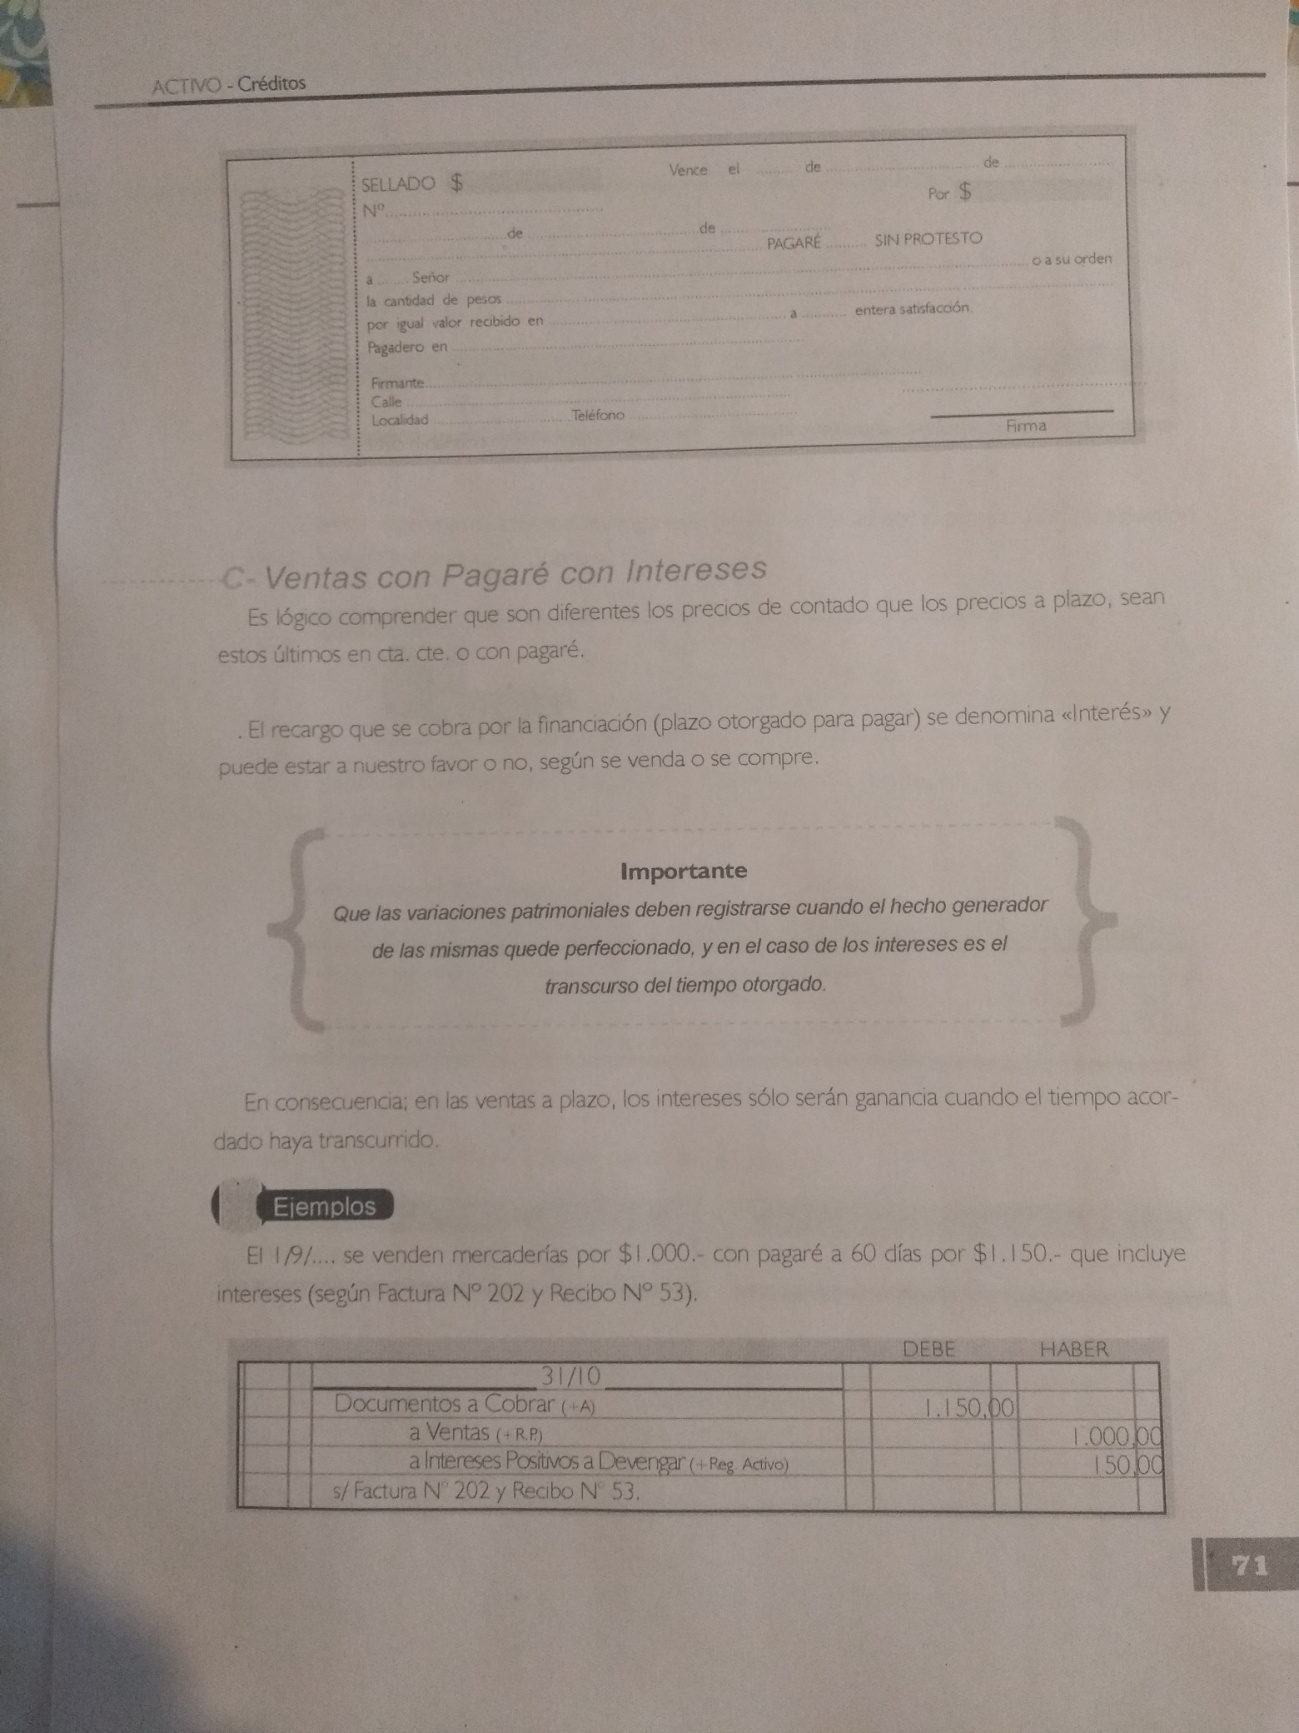 ACTIVO - Créditos
SELLADO $
Vence el ........ de ........................ de ................
Nº........................................
Por $
........................ de ........................ de ................
................................................ PAGARÉ ........ SIN PROTESTO
a ...... Señor ................................................ o a su orden
la cantidad de pesos ................................................
por igual valor recibido en ................................ a .......... entera satisfacción.
Pagadero en ................................................
Firmante................................................
Calle ................................................
Localidad ........................ Teléfono ........................
Firma
C- Ventas con Pagaré con Intereses
Es lógico comprender que son diferentes los precios de contado que los precios a plazo, sean
estos últimos en cta. cte. o con pagaré.
. El recargo que se cobra por la financiación (plazo otorgado para pagar) se denomina «Interés» y
puede estar a nuestro favor o no, según se venda o se compre.
Importante
Que las variaciones patrimoniales deben registrarse cuando el hecho generador
de las mismas quede perfeccionado, y en el caso de los intereses es el
transcurso del tiempo otorgado.
En consecuencia; en las ventas a plazo, los intereses sólo serán ganancia cuando el tiempo acor-
dado haya transcurrido.
Ejemplos
El 1/9/.... se venden mercaderías por $1.000.- con pagaré a 60 días por $1.150.- que incluye
intereses (según Factura Nº 202 y Recibo Nº 53).
DEBE HABER
31/10
Documentos a Cobrar (+A) 1.150,00
a Ventas (+R.P.) 1.000,00
a Intereses Positivos a Devengar (+Reg. Activo) 150,00
s/ Factura Nº 202 y Recibo Nº 53.
71